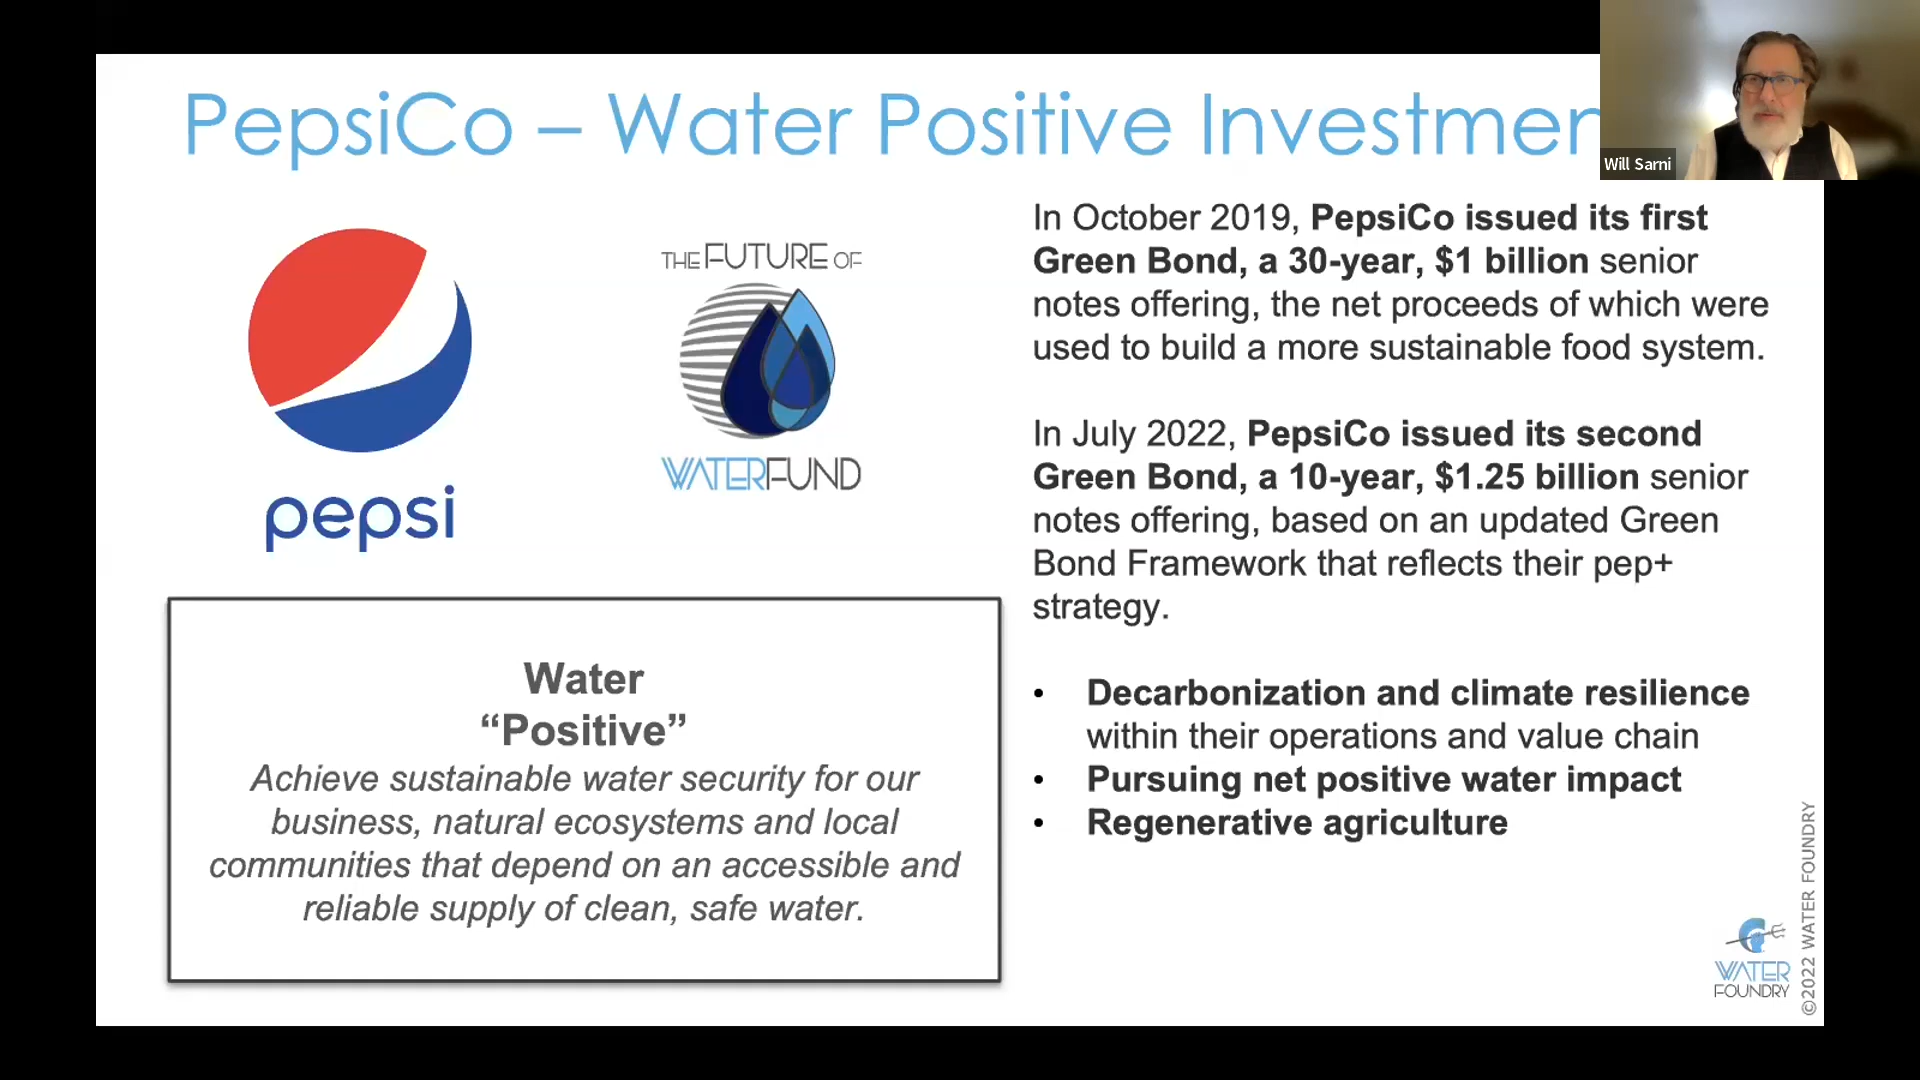 PepsiCo – Water Positive Investmen
Will Sarni
pepsi
THE FUTURE OF
WATERFUND
Water
“Positive”
Achieve sustainable water security for our
business, natural ecosystems and local
communities that depend on an accessible and
reliable supply of clean, safe water.
In October 2019, PepsiCo issued its first
Green Bond, a 30-year, $1 billion senior
notes offering, the net proceeds of which were
used to build a more sustainable food system.
In July 2022, PepsiCo issued its second
Green Bond, a 10-year, $1.25 billion senior
notes offering, based on an updated Green
Bond Framework that reflects their pep+
strategy.
• Decarbonization and climate resilience
within their operations and value chain
• Pursuing net positive water impact
• Regenerative agriculture
WATER
FOUNDRY
©2022 WATER FOUNDRY